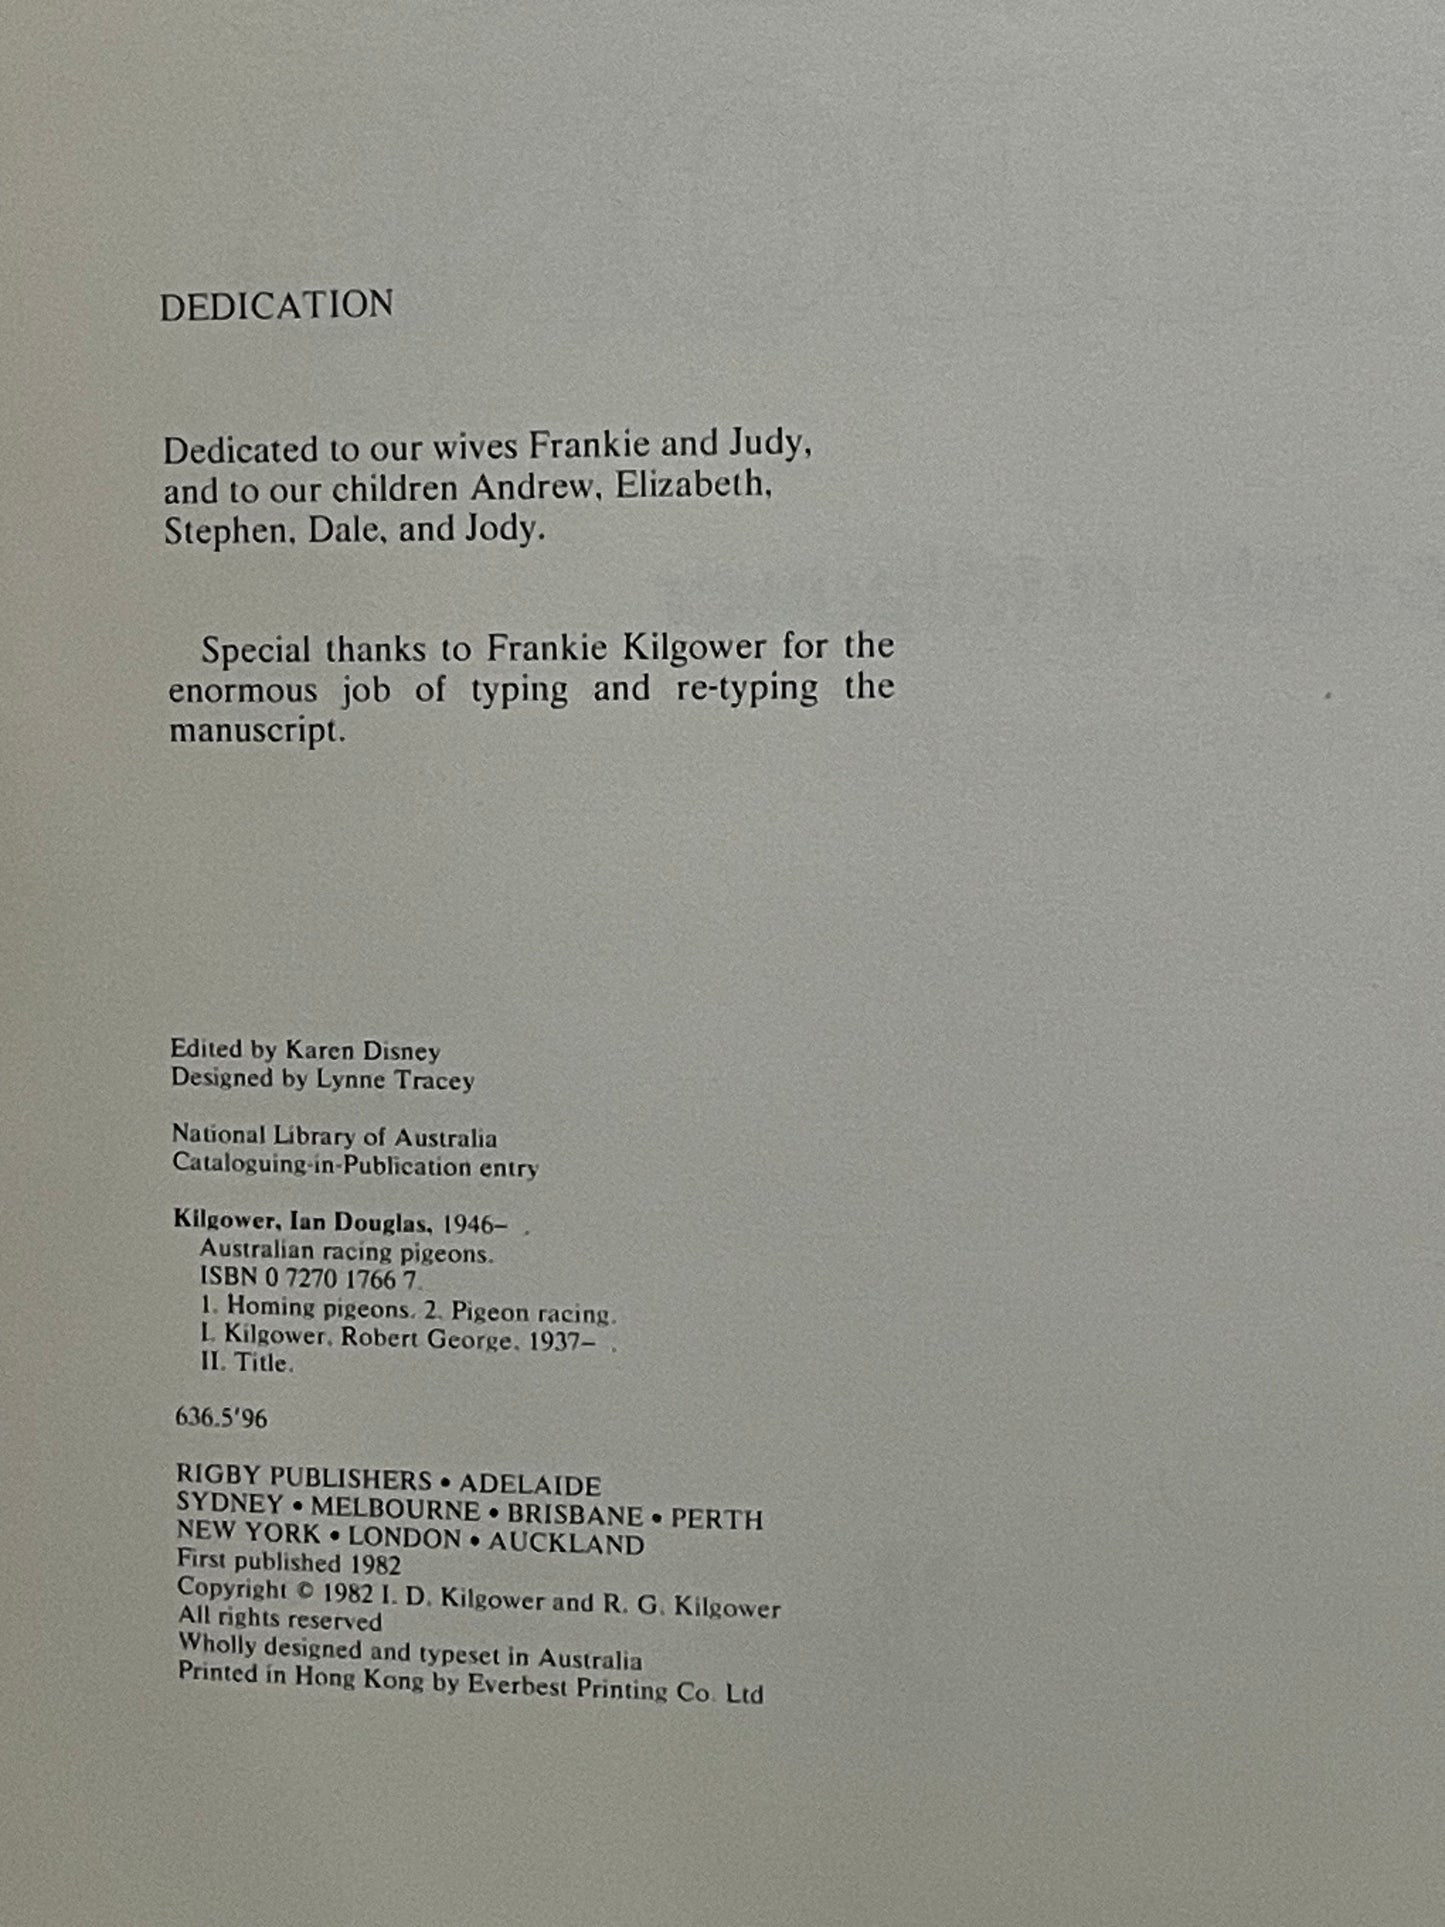 DEDICATION
Dedicated to our wives Frankie and Judy,
and to our children Andrew, Elizabeth,
Stephen, Dale, and Jody.
Special thanks to Frankie Kilgower for the
enormous job of typing and re-typing the
manuscript.
Edited by Karen Disney
Designed by Lynne Tracey
National Library of Australia
Cataloguing-in-Publication entry
Kilgower, Ian Douglas, 1946– .
Australian racing pigeons.
ISBN 0 7270 1766 7.
1. Homing pigeons. 2. Pigeon racing.
I. Kilgower, Robert George, 1937– .
II. Title.
636.5'96
RIGBY PUBLISHERS • ADELAIDE
SYDNEY • MELBOURNE • BRISBANE • PERTH
NEW YORK • LONDON • AUCKLAND
First published 1982
Copyright © 1982 I. D. Kilgower and R. G. Kilgower
All rights reserved
Wholly designed and typeset in Australia
Printed in Hong Kong by Everbest Printing Co. Ltd